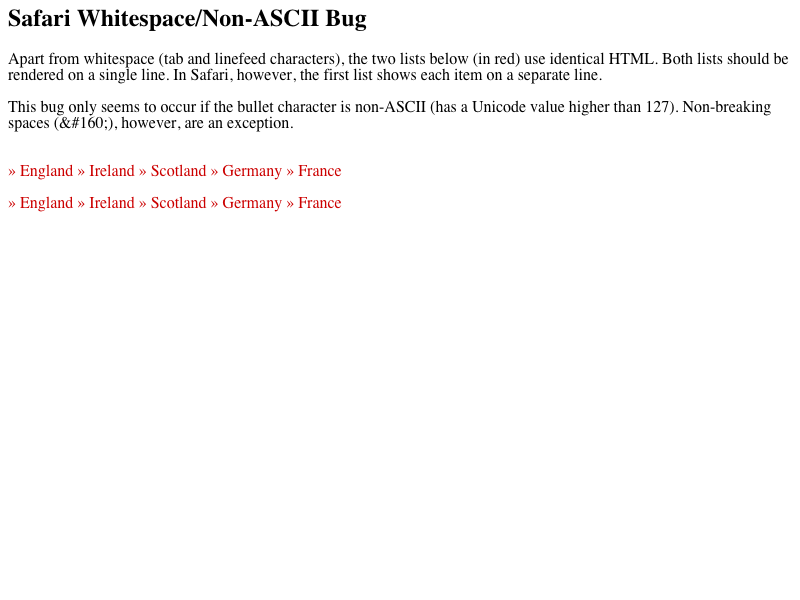 Safari Whitespace/Non-ASCII Bug
Apart from whitespace (tab and linefeed characters), the two lists below (in red) use identical HTML. Both lists should be
rendered on a single line. In Safari, however, the first list shows each item on a separate line.
This bug only seems to occur if the bullet character is non-ASCII (has a Unicode value higher than 127). Non-breaking
spaces (&#160;), however, are an exception.
» England » Ireland » Scotland » Germany » France
» England » Ireland » Scotland » Germany » France